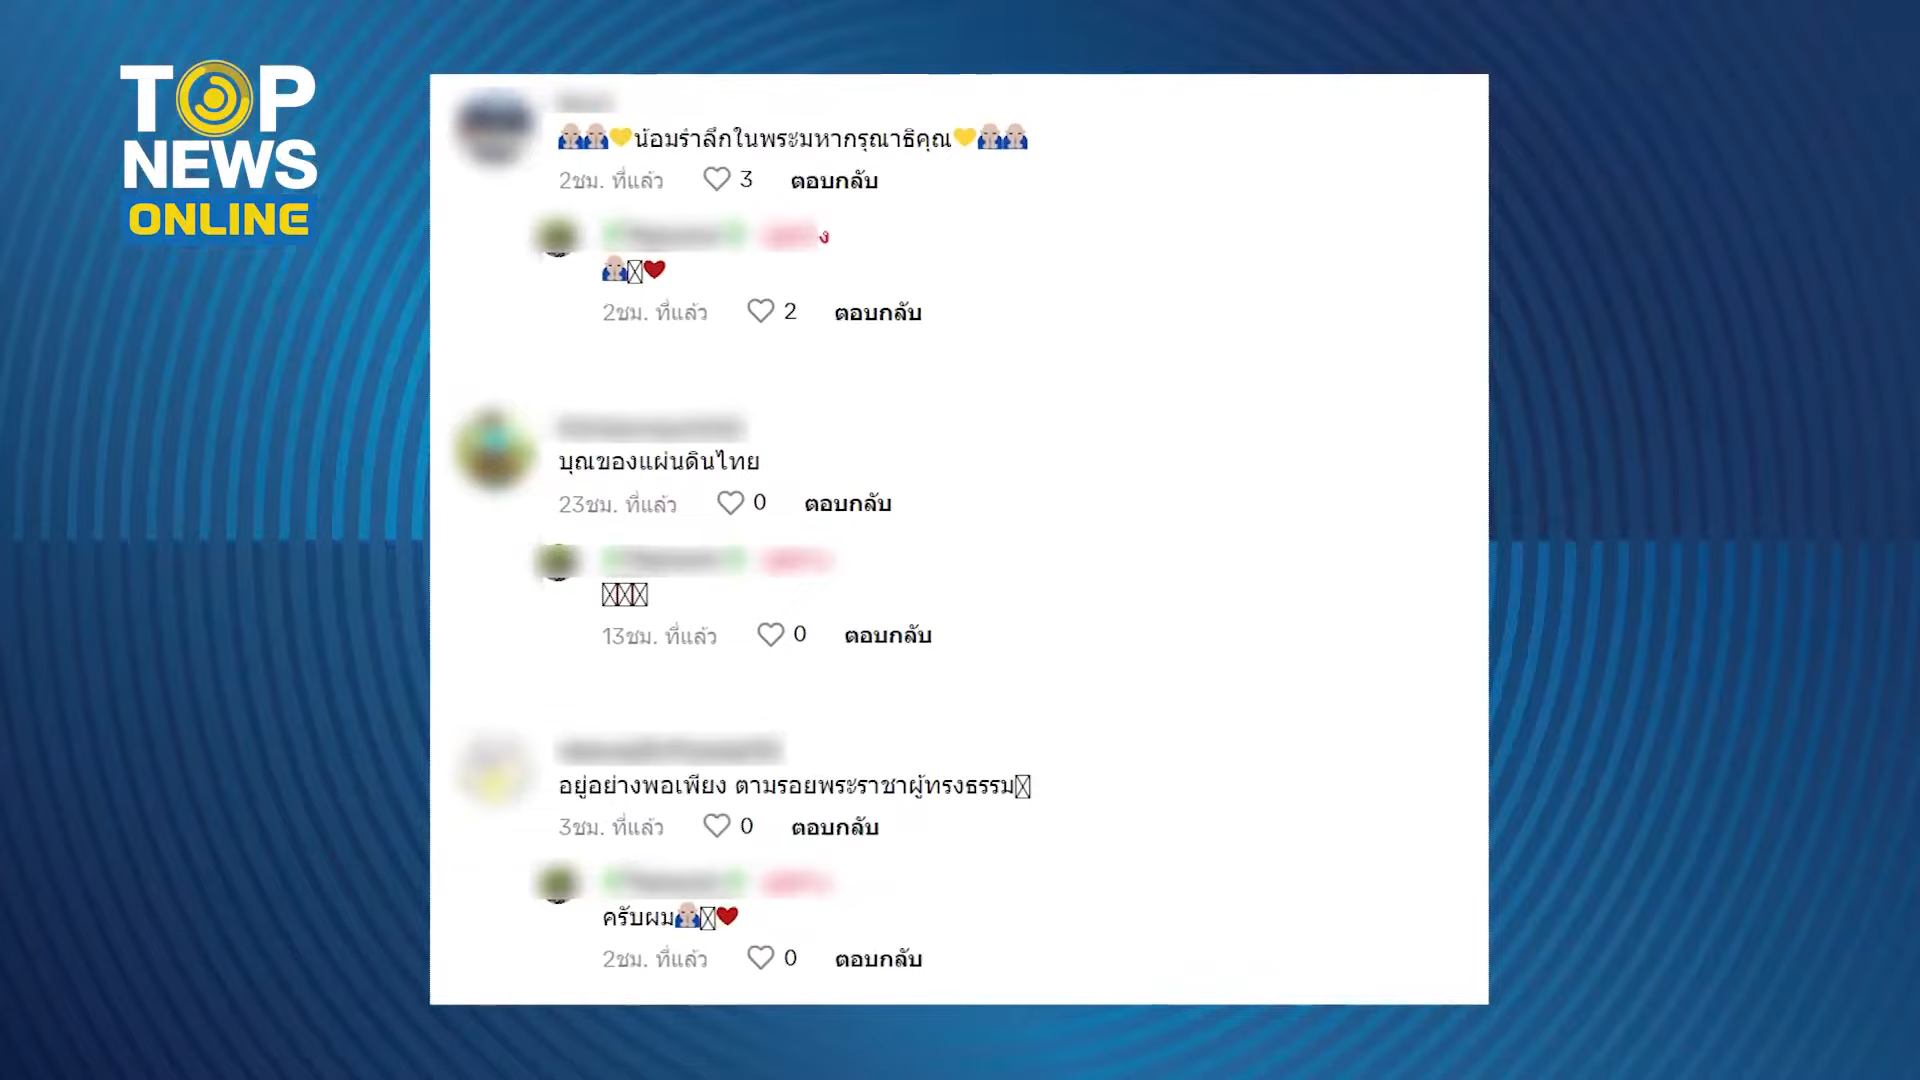 TOP
NEWS
ONLINE
🙏🙏💛น้อมรำลึกในพระมหากรุณาธิคุณ💛🙏🙏
2ชม. ที่แล้ว 3 ตอบกลับ
ง
🙏❤
2ชม. ที่แล้ว 2 ตอบกลับ
บุณของแผ่นดินไทย
23ชม. ที่แล้ว 0 ตอบกลับ
13ชม. ที่แล้ว 0 ตอบกลับ
อยู่อย่างพอเพียง ตามรอยพระราชาผู้ทรงธรรม
3ชม. ที่แล้ว 0 ตอบกลับ
ครับผม🙏❤
2ชม. ที่แล้ว 0 ตอบกลับ